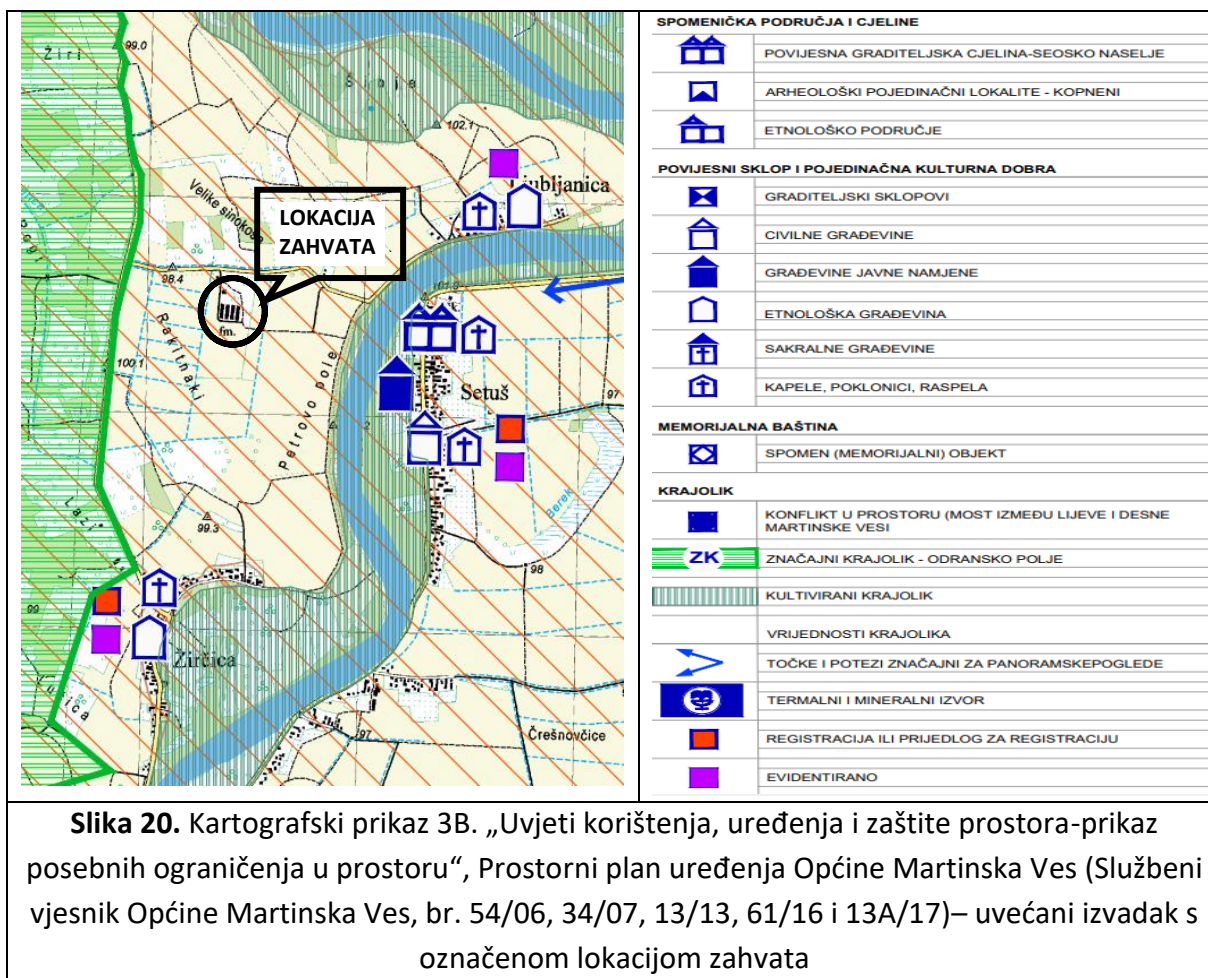 Žiri
99.0
Šiblje
102.1
Ljubljanica
Velike sinokoše
LOKACIJA
ZAHVATA
98.4
fm.
Rakitnaki
100.1
Petrovo polje
Setuš
97
Berek
Lazi
99.3
98
99
Žirčica
97
Črešnovčice
SPOMENIČKA PODRUČJA I CJELINE
POVIJESNA GRADITELJSKA CJELINA-SEOSKO NASELJE
ARHEOLOŠKI POJEDINAČNI LOKALITE - KOPNENI
ETNOLOŠKO PODRUČJE
POVIJESNI SKLOP I POJEDINAČNA KULTURNA DOBRA
GRADITELJSKI SKLOPOVI
CIVILNE GRAĐEVINE
GRAĐEVINE JAVNE NAMJENE
ETNOLOŠKA GRAĐEVINA
SAKRALNE GRAĐEVINE
KAPELE, POKLONICI, RASPELA
MEMORIJALNA BAŠTINA
SPOMEN (MEMORIJALNI) OBJEKT
KRAJOLIK
KONFLIKT U PROSTORU (MOST IZMEĐU LIJEVE I DESNE
MARTINSKE VESI
ZK ZNAČAJNI KRAJOLIK - ODRANSKO POLJE
KULTIVIRANI KRAJOLIK
VRIJEDNOSTI KRAJOLIKA
TOČKE I POTEZI ZNAČAJNI ZA PANORAMSKEPOGLEDE
TERMALNI I MINERALNI IZVOR
REGISTRACIJA ILI PRIJEDLOG ZA REGISTRACIJU
EVIDENTIRANO
Slika 20. Kartografski prikaz 3B. „Uvjeti korištenja, uređenja i zaštite prostora-prikaz
posebnih ograničenja u prostoru“, Prostorni plan uređenja Općine Martinska Ves (Službeni
vjesnik Općine Martinska Ves, br. 54/06, 34/07, 13/13, 61/16 i 13A/17)– uvećani izvadak s
označenom lokacijom zahvata